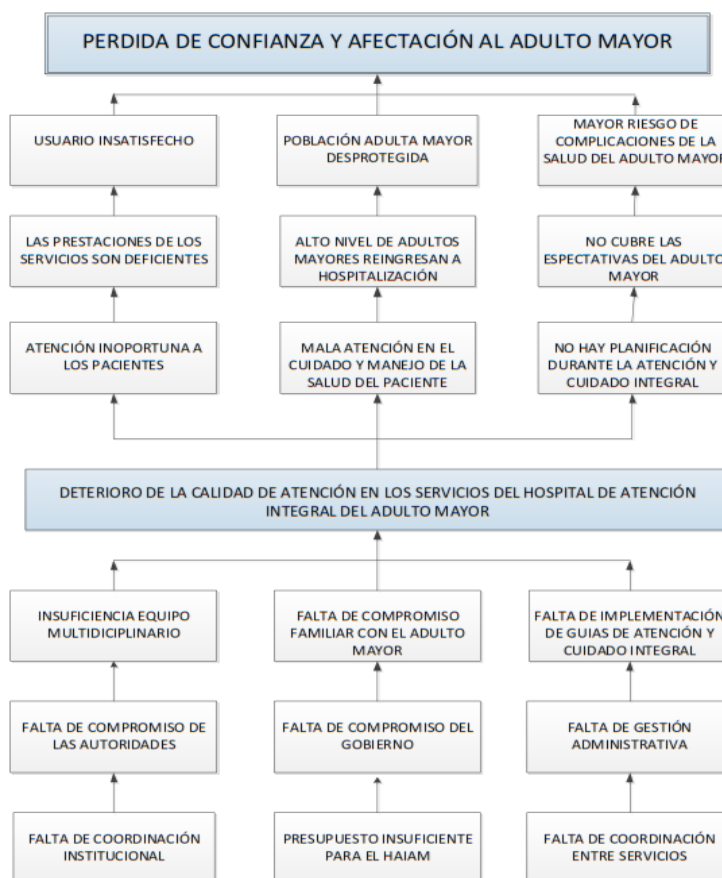 PERDIDA DE CONFIANZA Y AFECTACIÓN AL ADULTO MAYOR
USUARIO INSATISFECHO
POBLACIÓN ADULTA MAYOR
DESPROTEGIDA
MAYOR RIESGO DE
COMPLICACIONES DE LA
SALUD DEL ADULTO MAYOR
LAS PRESTACIONES DE LOS
SERVICIOS SON DEFICIENTES
ALTO NIVEL DE ADULTOS
MAYORES REINGRESAN A
HOSPITALIZACIÓN
NO CUBRE LAS
ESPECTATIVAS DEL ADULTO
MAYOR
ATENCIÓN INOPORTUNA A
LOS PACIENTES
MALA ATENCIÓN EN EL
CUIDADO Y MANEJO DE LA
SALUD DEL PACIENTE
NO HAY PLANIFICACIÓN
DURANTE LA ATENCIÓN Y
CUIDADO INTEGRAL
DETERIORO DE LA CALIDAD DE ATENCIÓN EN LOS SERVICIOS DEL HOSPITAL DE ATENCIÓN
INTEGRAL DEL ADULTO MAYOR
INSUFICIENCIA EQUIPO
MULTIDICIPLINARIO
FALTA DE COMPROMISO
FAMILIAR CON EL ADULTO
MAYOR
FALTA DE IMPLEMENTACIÓN
DE GUIAS DE ATENCIÓN Y
CUIDADO INTEGRAL
FALTA DE COMPROMISO DE
LAS AUTORIDADES
FALTA DE COMPROMISO DEL
GOBIERNO
FALTA DE GESTIÓN
ADMINISTRATIVA
FALTA DE COORDINACIÓN
INSTITUCIONAL
PRESUPUESTO INSUFICIENTE
PARA EL HAIAM
FALTA DE COORDINACIÓN
ENTRE SERVICIOS